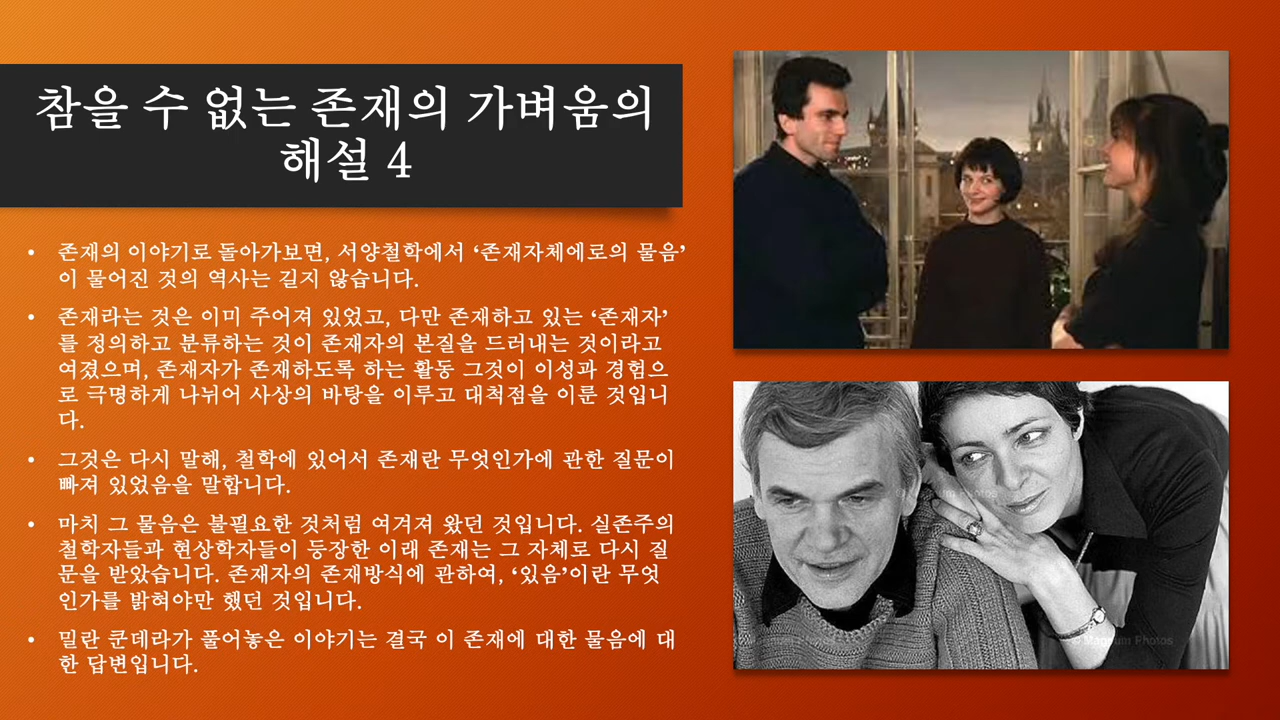 참을 수 없는 존재의 가벼움의
해설 4
• 존재의 이야기로 돌아가보면, 서양철학에서 ‘존재자체에로의 물음’
이 물어진 것의 역사는 길지 않습니다.
• 존재라는 것은 이미 주어져 있었고, 다만 존재하고 있는 ‘존재자’
를 정의하고 분류하는 것이 존재자의 본질을 드러내는 것이라고
여겼으며, 존재자가 존재하도록 하는 활동 그것이 이성과 경험으
로 극명하게 나뉘어 사상의 바탕을 이루고 대척점을 이룬 것입니
다.
• 그것은 다시 말해, 철학에 있어서 존재란 무엇인가에 관한 질문이
빠져 있었음을 말합니다.
• 마치 그 물음은 불필요한 것처럼 여겨져 왔던 것입니다. 실존주의
철학자들과 현상학자들이 등장한 이래 존재는 그 자체로 다시 질
문을 받았습니다. 존재자의 존재방식에 관하여, ‘있음’이란 무엇
인가를 밝혀야만 했던 것입니다.
• 밀란 쿤데라가 풀어놓은 이야기는 결국 이 존재에 대한 물음에 대
한 답변입니다.
Magnum Photos